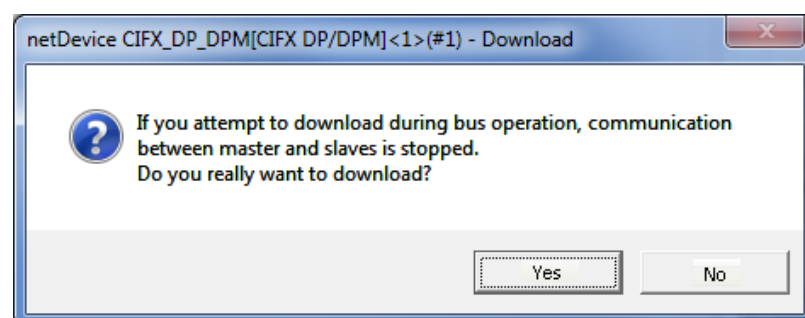 netDevice CIFX_DP_DPM[CIFX DP/DPM]<1>(#1) - Download
If you attempt to download during bus operation, communication
between master and slaves is stopped.
Do you really want to download?
Yes
No